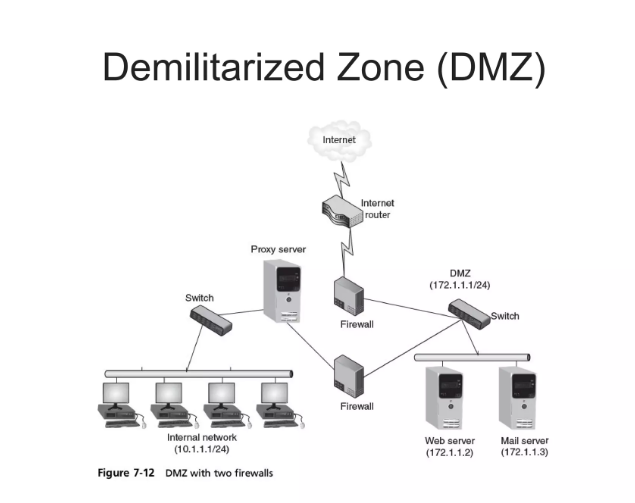 Demilitarized Zone (DMZ)
Internet
Internet
router
Proxy server
DMZ
(172.1.1.1/24)
Switch
Switch
Firewall
Firewall
Internal network
(10.1.1.1/24)
Web server
(172.1.1.2)
Mail server
(172.1.1.3)
Figure 7-12 DMZ with two firewalls